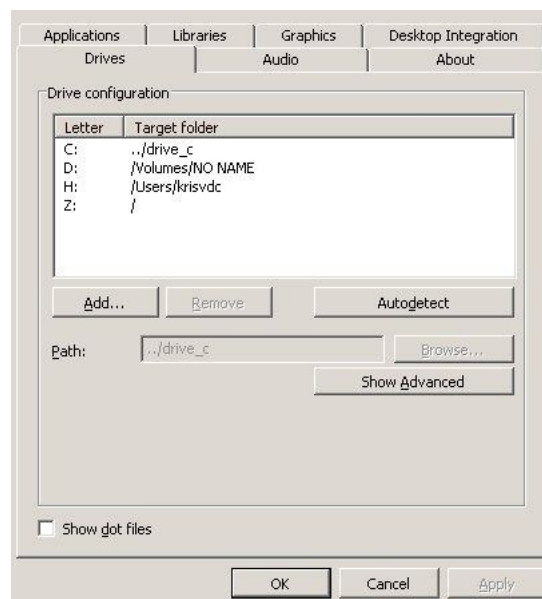 Applications Libraries Graphics Desktop Integration
Drives Audio About
Drive configuration
Letter Target folder
C: ../drive_c
D: /Volumes/NO NAME
H: /Users/krisvdc
Z: /
Add... Remove Autodetect
Path: ../drive_c Browse...
Show Advanced
Show dot files
OK Cancel Apply